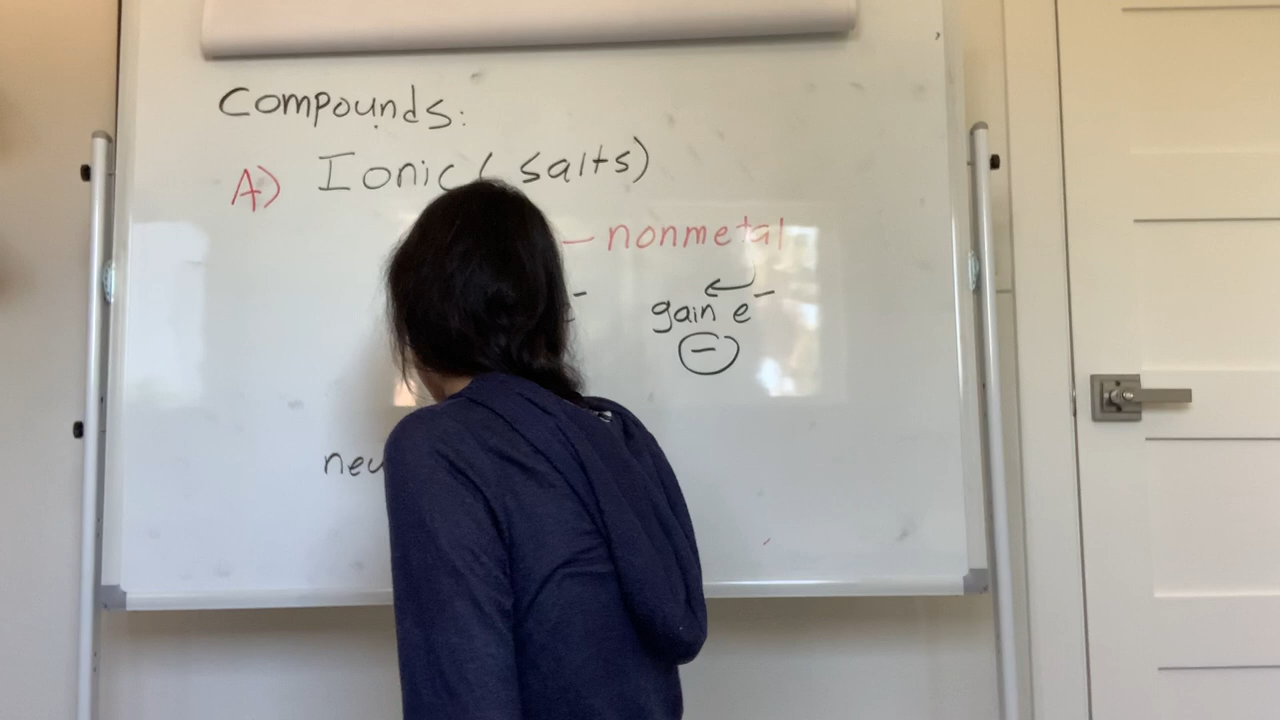 Compounds:
A) Ionic (salts)
– nonmetal
gain e⁻
–
neu